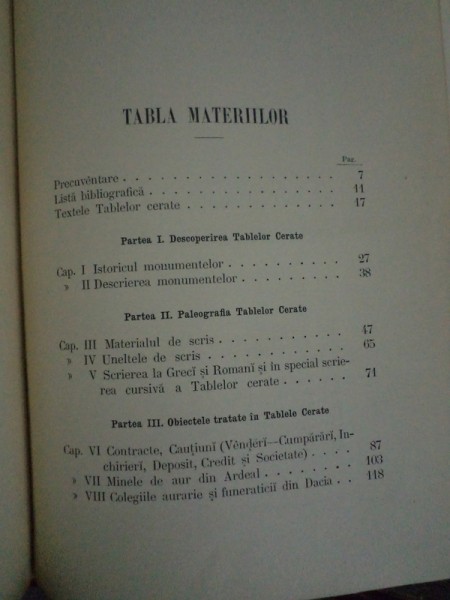 TABLA MATERIILOR
Pag.
Precuvêntare . . . . . . . . . . . . . . . . . . 7
Listă bibliografică . . . . . . . . . . . . . . . . 11
Textele Tablelor cerate . . . . . . . . . . . . . 17
Partea I. Descoperirea Tablelor Cerate
Cap. I Istoricul monumentelor . . . . . . . . . . 27
» II Descrierea monumentelor . . . . . . . . . 38
Partea II. Paleografia Tablelor Cerate
Cap. III Materialul de scris . . . . . . . . . . . 47
» IV Uneltele de scris . . . . . . . . . . . . 65
» V Scrierea la Grecĭ și Romanĭ și în special scrie-
rea cursivă a Tablelor cerate . . . . . . 71
Partea III. Obiectele tratate in Tablele Cerate
Cap. VI Contracte, Cauțiunĭ (Vêndĕrĭ—Cumpărărĭ, In-
chirierĭ, Deposit, Credit și Societate) . . . . 87
» VII Minele de aur din Ardeal . . . . . . . . 103
» VIII Colegiile aurarie și funeraticiĭ din Dacia . . 118